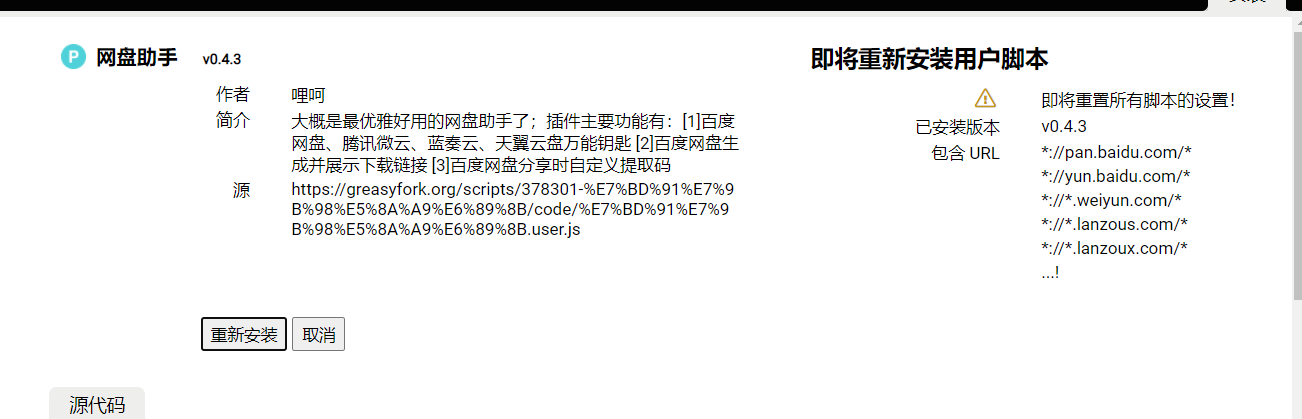 网盘助手 v0.4.3
作者 哩呵
简介 大概是最优雅好用的网盘助手了；插件主要功能有：[1]百度
网盘、腾讯微云、蓝奏云、天翼云盘万能钥匙 [2]百度网盘生
成并展示下载链接 [3]百度网盘分享时自定义提取码
源 https://greasyfork.org/scripts/378301-%E7%BD%91%E7%9
B%98%E5%8A%A9%E6%89%8B/code/%E7%BD%91%E7%9
B%98%E5%8A%A9%E6%89%8B.user.js
即将重新安装用户脚本
即将重置所有脚本的设置！
已安装版本 v0.4.3
包含 URL *://pan.baidu.com/*
*://yun.baidu.com/*
*://*.weiyun.com/*
*://*.lanzous.com/*
*://*.lanzoux.com/*
...!
重新安装 取消
源代码